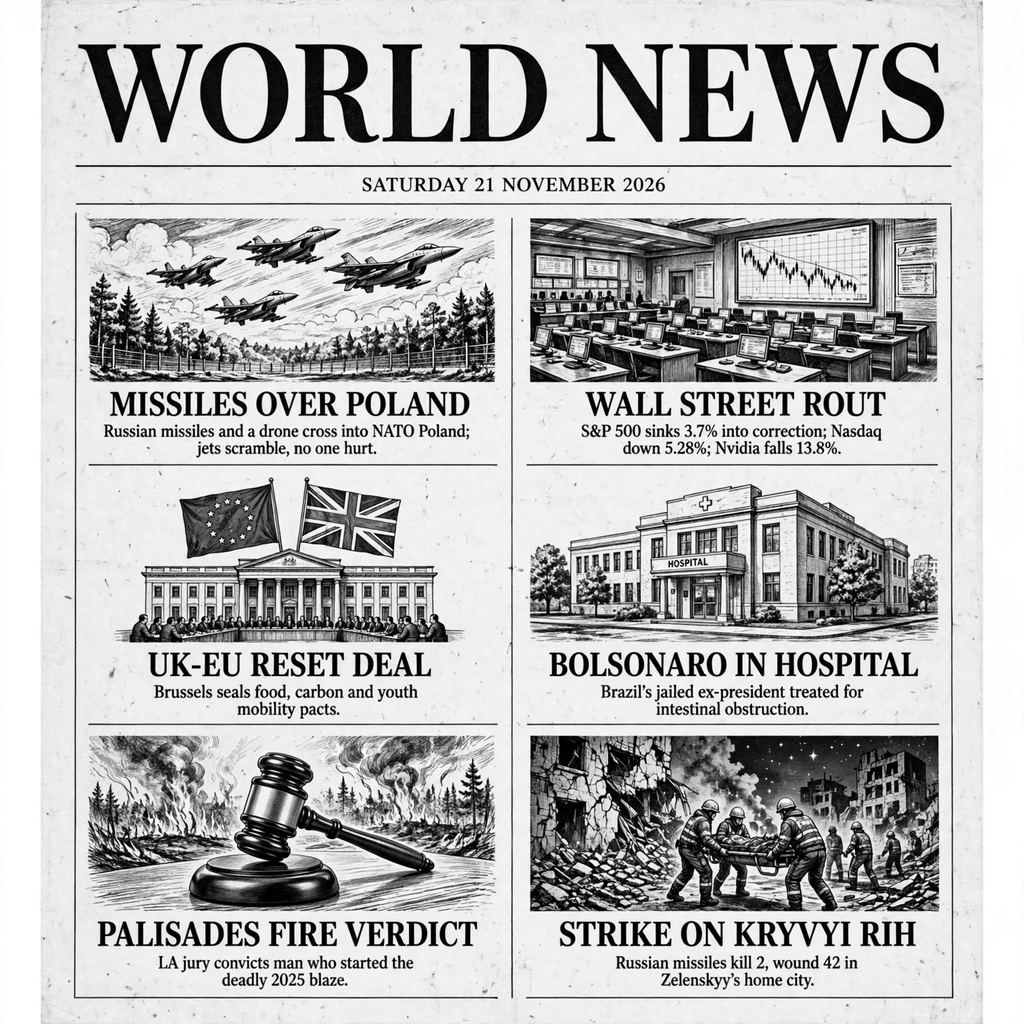 WORLD NEWS
SATURDAY 21 NOVEMBER 2026
MISSILES OVER POLAND
Russian missiles and a drone cross into NATO Poland;
jets scramble, no one hurt.
WALL STREET ROUT
S&P 500 sinks 3.7% into correction; Nasdaq
down 5.28%; Nvidia falls 13.8%.
UK-EU RESET DEAL
Brussels seals food, carbon and youth
mobility pacts.
HOSPITAL
BOLSONARO IN HOSPITAL
Brazil's jailed ex-president treated for
intestinal obstruction.
PALISADES FIRE VERDICT
LA jury convicts man who started the
deadly 2025 blaze.
STRIKE ON KRYVYI RIH
Russian missiles kill 2, wound 42 in
Zelenskyy's home city.